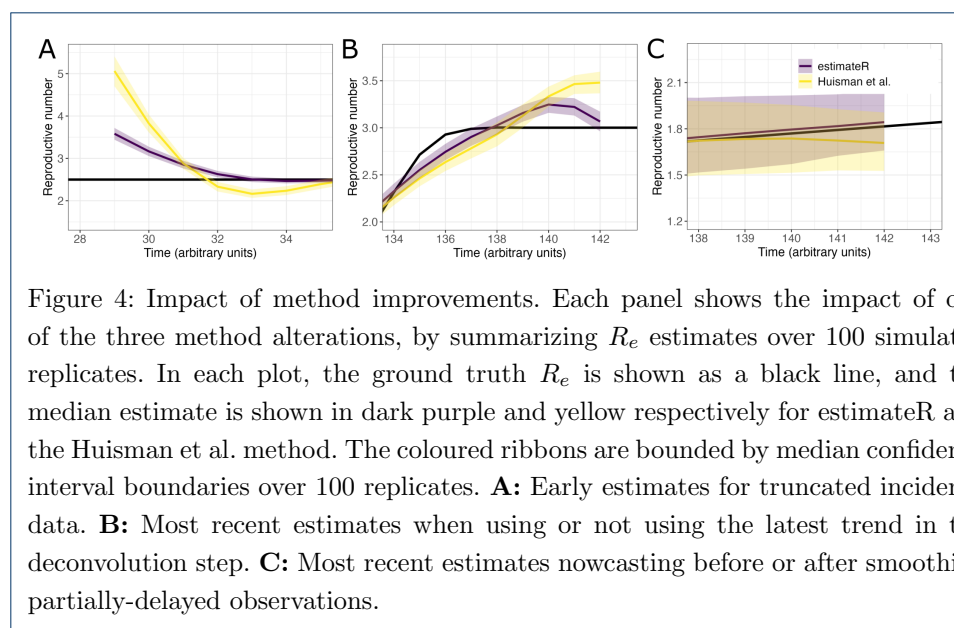 A
B
C
Reproductive number
5
4
3
2
28
30
32
34
Time (arbitrary units)
Reproductive number
3.5
3.0
2.5
2.0
134
136
138
140
142
Time (arbitrary units)
Reproductive number
2.1
1.8
1.5
1.2
138
139
140
141
142
143
Time (arbitrary units)
estimateR
Huisman et al.
Figure 4: Impact of method improvements. Each panel shows the impact of
of the three method alterations, by summarizing Re estimates over 100
replicates. In each plot, the ground truth Re is shown as a black line, and
median estimate is shown in dark purple and yellow respectively for estimateR
the Huisman et al. method. The coloured ribbons are bounded by median
interval boundaries over 100 replicates. A: Early estimates for truncated
data. B: Most recent estimates when using or not using the latest trend in
deconvolution step. C: Most recent estimates nowcasting before or after
partially-delayed observations.